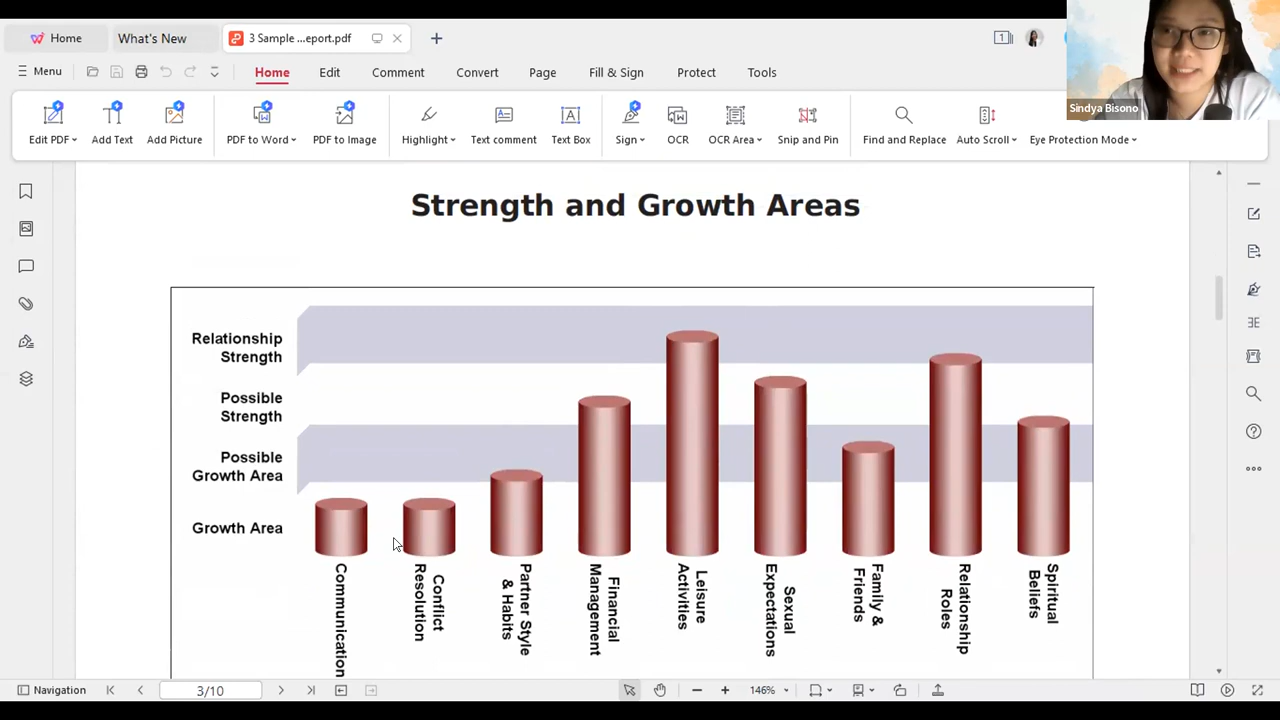 Home
What's New
3 Sample ...eport.pdf
1
Menu
Home
Edit
Comment
Convert
Page
Fill & Sign
Protect
Tools
Edit PDF
Add Text
Add Picture
PDF to Word
PDF to Image
Highlight
Text comment
Text Box
Sign
OCR
OCR Area
Snip and Pin
Find and Replace
Auto Scroll
Eye Protection Mode
Sindya Bisono
Strength and Growth Areas
Relationship
Strength
Possible
Strength
Possible
Growth Area
Growth Area
Communication
Conflict
Resolution
Partner Style
& Habits
Financial
Management
Leisure
Activities
Sexual
Expectations
Family &
Friends
Relationship
Roles
Spiritual
Beliefs
Navigation
3/10
146%